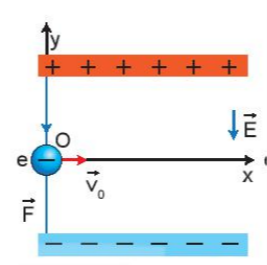 y
+ + + + + +
O
E
e
−
v0
x
e
F
− − − − − −